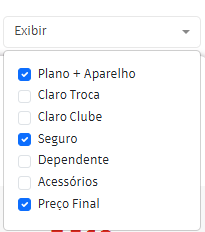 Exibir
Plano + Aparelho
Claro Troca
Claro Clube
Seguro
Dependente
Acessórios
Preço Final